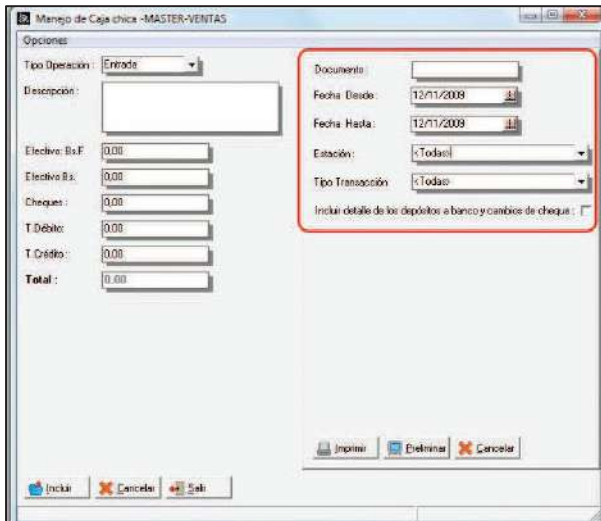 Manejo de Caja chica -MASTER-VENTAS
Opciones
Tipo Operación : Entrada
Descripción :
Efectivo: Bs.F 0,00
Efectivo Bs. 0,00
Cheques : 0,00
T.Débito: 0,00
T.Crédito : 0,00
Total : 0,00
Incluir Cancelar Salir
Documento :
Fecha Desde : 12/11/2009
Fecha Hasta : 12/11/2009
Estación : <Todas>
Tipo Transacción <Todas>
Incluir detalle de los depósitos a banco y cambios de cheque :
Imprimir Preliminar Cancelar